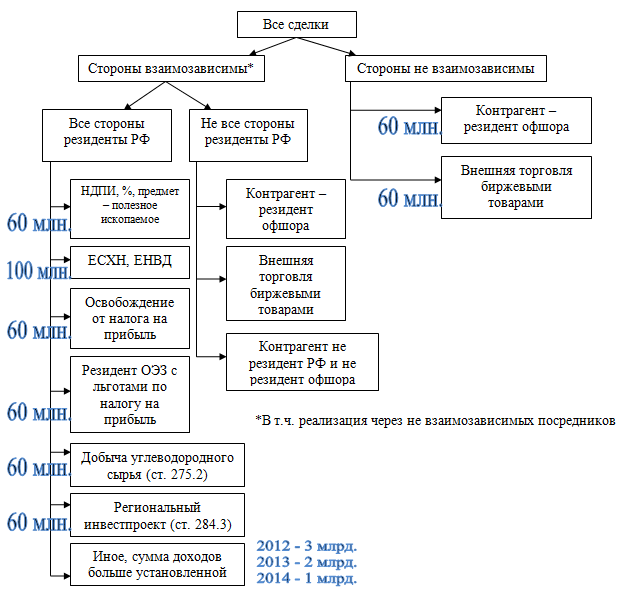 Все сделки
Стороны взаимозависимы*
Стороны не взаимозависимы
Все стороны
резиденты РФ
Не все стороны
резиденты РФ
60 млн.
Контрагент –
резидент офшора
60 млн.
Внешняя торговля
биржевыми
товарами
60 млн.
НДПИ, %, предмет
– полезное
ископаемое
100 млн.
ЕСХН, ЕНВД
60 млн.
Освобождение
от налога на
прибыль
60 млн.
Резидент ОЭЗ с
льготами по
налогу на
прибыль
60 млн.
Добыча углеводородного
сырья (ст. 275.2)
60 млн.
Региональный
инвестпроект (ст. 284.3)
Иное, сумма доходов
больше установленной
2012 - 3 млрд.
2013 - 2 млрд.
2014 - 1 млрд.
Контрагент –
резидент
офшора
Внешняя
торговля
биржевыми
товарами
Контрагент не
резидент РФ и не
резидент офшора
*В т.ч. реализация через не взаимозависимых посредников